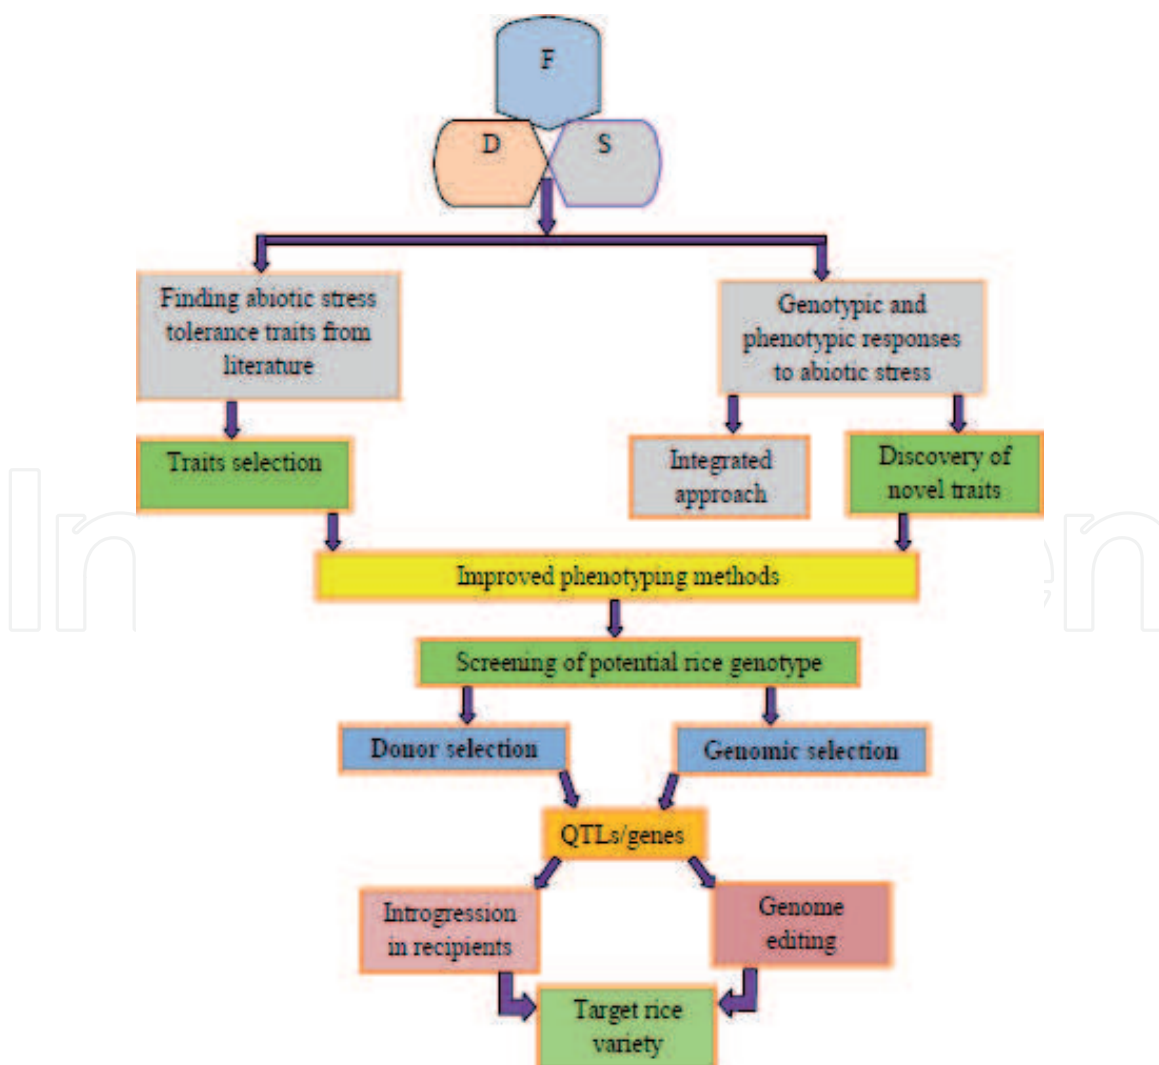 F
D
S
Finding abiotic stress
tolerance traits from
literature
Genotypic and
phenotypic responses
to abiotic stress
Traits selection
Integrated
approach
Discovery of
novel traits
Improved phenotyping methods
Screening of potential rice genotype
Donor selection
Genomic selection
QTLs/genes
Introgression
in recipients
Genome
editing
Target rice
variety